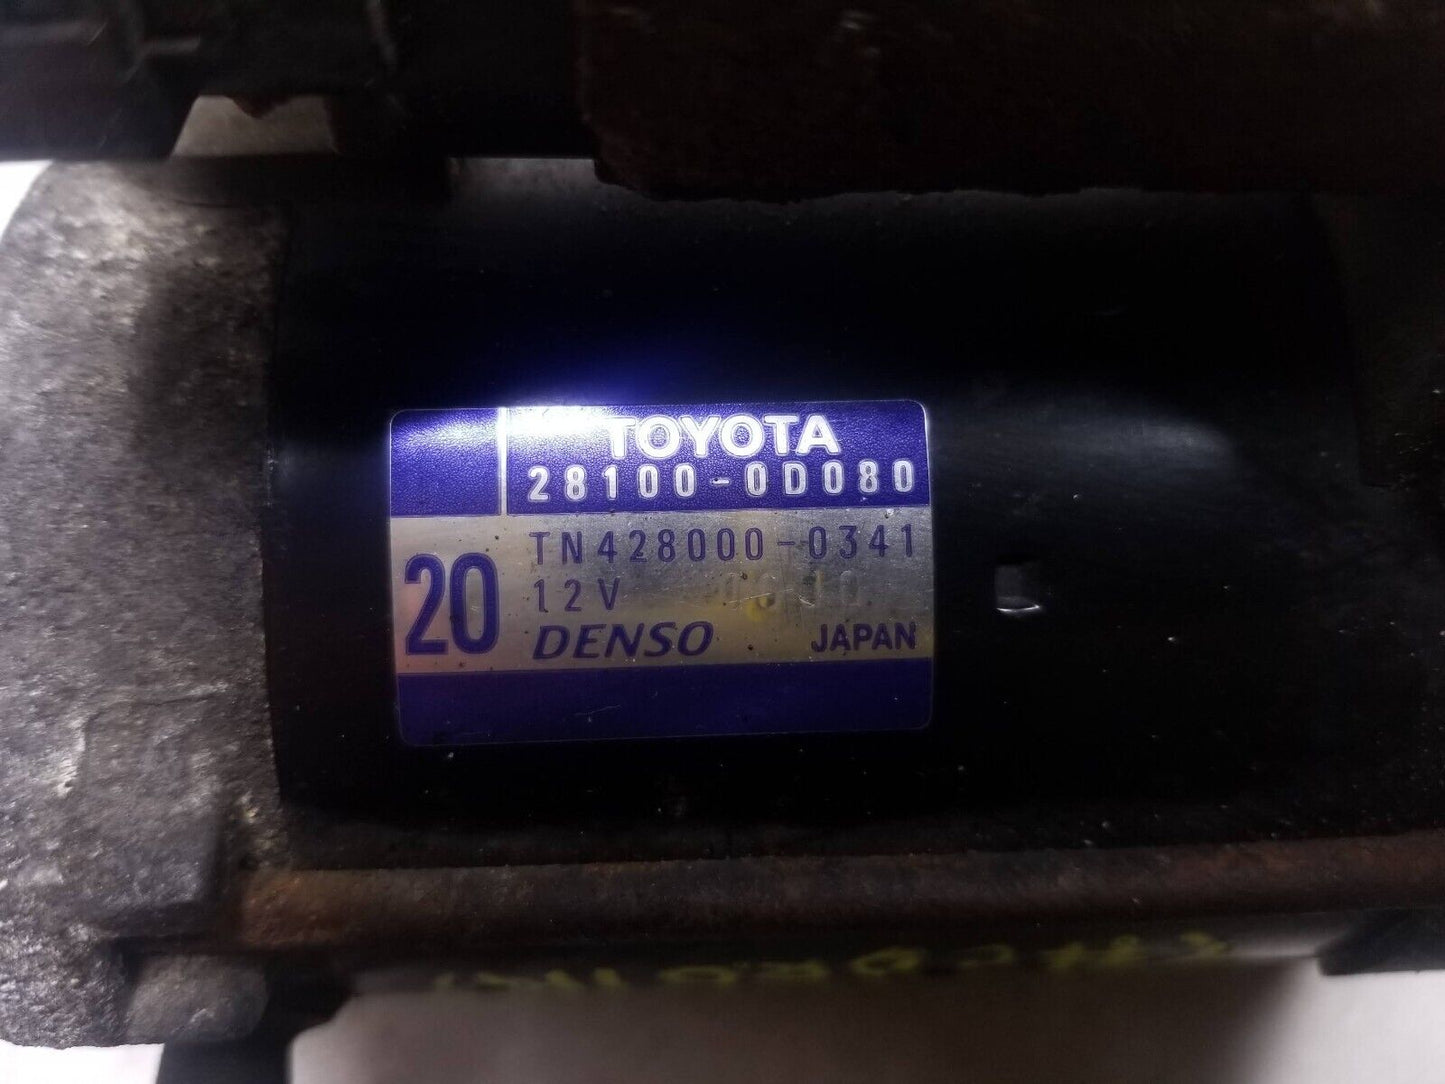 TOYOTA
28100-0D080
TN428000-0341
20 12V
DENSO JAPAN